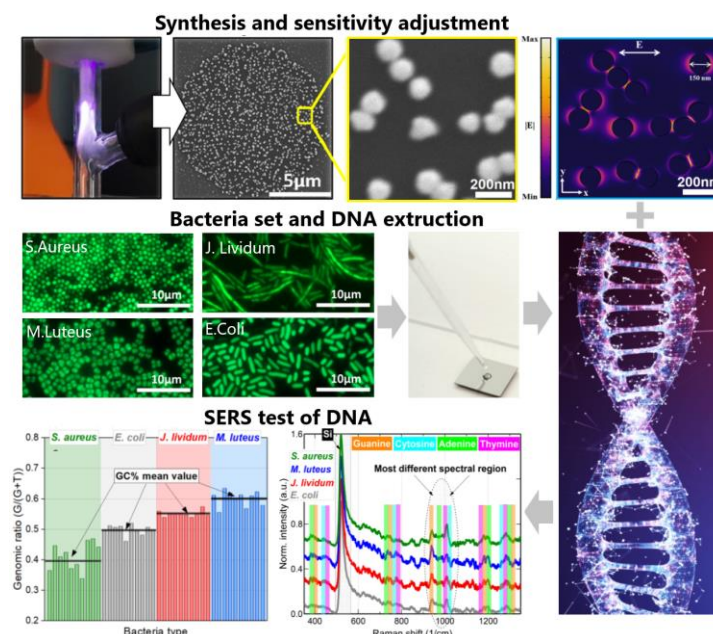 Synthesis and sensitivity adjustment
5μm
200nm
Max
|E|
Min
E
150 nm
y
x
200nm
Bacteria set and DNA extruction
S.Aureus
10μm
J. Lividum
10μm
M.Luteus
10μm
E.Coli
10μm
SERS test of DNA
Genomic ratio (G/(G+T)
0.8
0.7
0.6
0.5
0.4
0.3
0.2
S. aureus
E. coli
J. lividum
M. luteus
GC% mean value
Bacteria type
Norm. intensity (a.u.)
1.6
0.8
0.4
0.0
Si
Guanine
Cytosine
Adenine
Thymine
S. aureus
M. luteus
J. lividum
E. coli
Most different spectral region
400
600
800
1000
1200
Raman shift (1/cm)